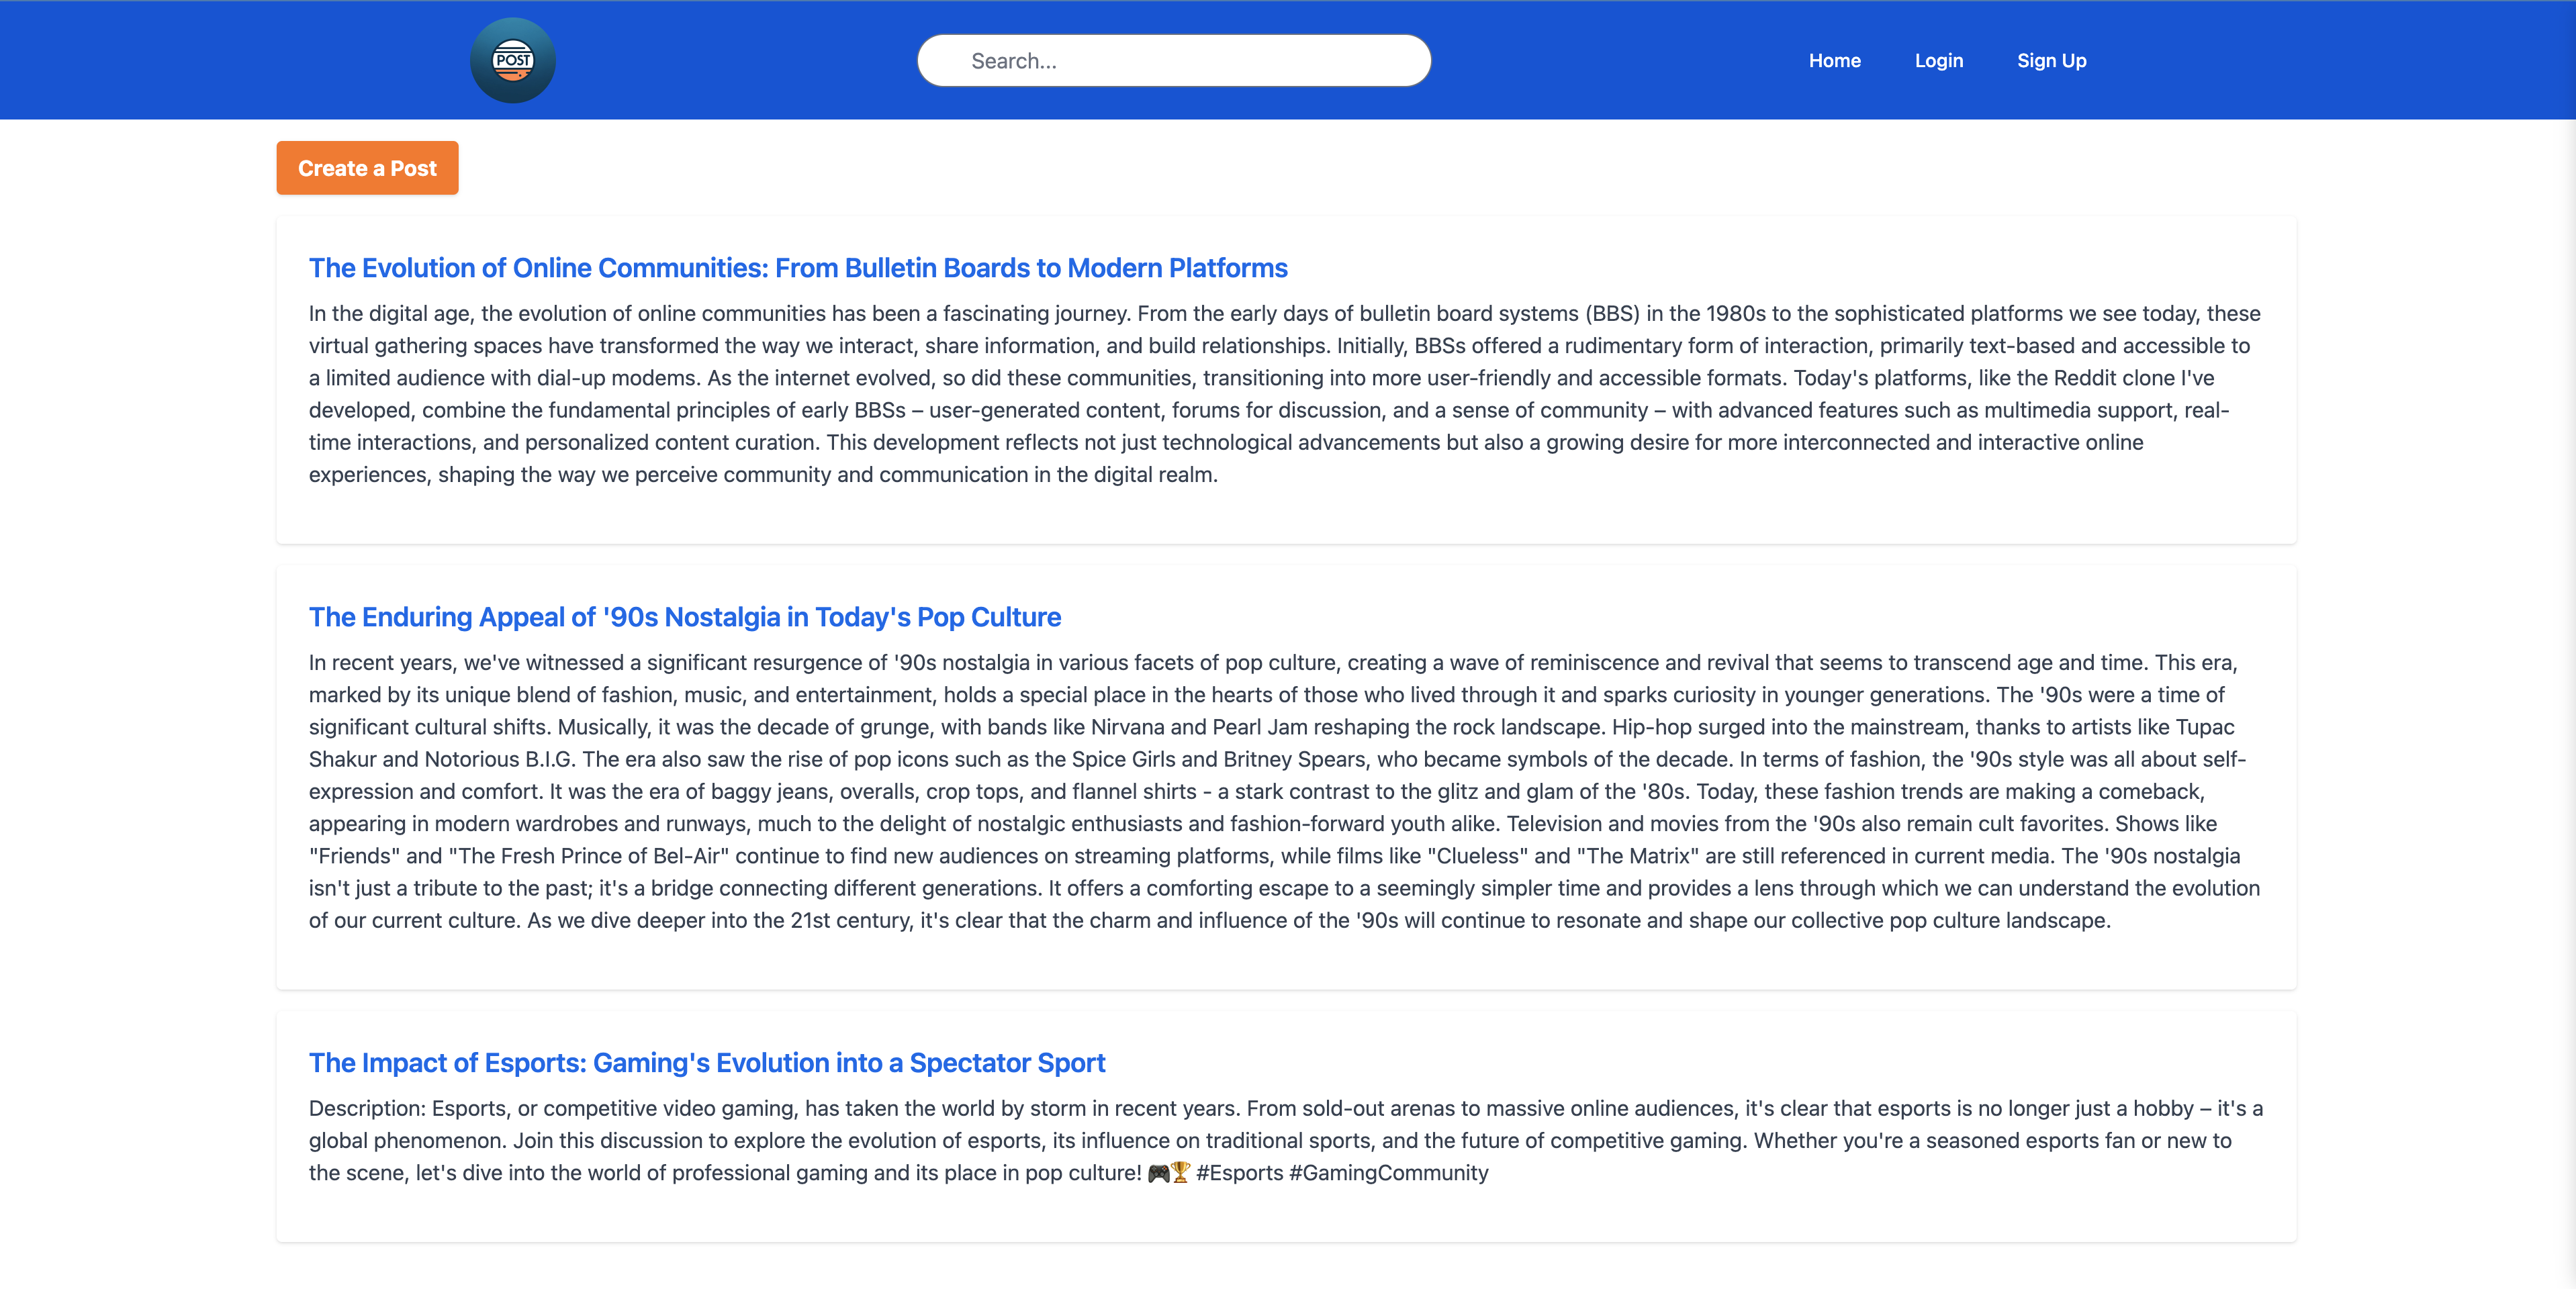 POST
Search...
Home
Login
Sign Up
Create a Post
The Evolution of Online Communities: From Bulletin Boards to Modern Platforms
In the digital age, the evolution of online communities has been a fascinating journey. From the early days of bulletin board systems (BBS) in the 1980s to the sophisticated platforms we see today, these
virtual gathering spaces have transformed the way we interact, share information, and build relationships. Initially, BBSs offered a rudimentary form of interaction, primarily text-based and accessible to
a limited audience with dial-up modems. As the internet evolved, so did these communities, transitioning into more user-friendly and accessible formats. Today's platforms, like the Reddit clone I've
developed, combine the fundamental principles of early BBSs – user-generated content, forums for discussion, and a sense of community – with advanced features such as multimedia support, real-
time interactions, and personalized content curation. This development reflects not just technological advancements but also a growing desire for more interconnected and interactive online
experiences, shaping the way we perceive community and communication in the digital realm.
The Enduring Appeal of '90s Nostalgia in Today's Pop Culture
In recent years, we've witnessed a significant resurgence of '90s nostalgia in various facets of pop culture, creating a wave of reminiscence and revival that seems to transcend age and time. This era,
marked by its unique blend of fashion, music, and entertainment, holds a special place in the hearts of those who lived through it and sparks curiosity in younger generations. The '90s were a time of
significant cultural shifts. Musically, it was the decade of grunge, with bands like Nirvana and Pearl Jam reshaping the rock landscape. Hip-hop surged into the mainstream, thanks to artists like Tupac
Shakur and Notorious B.I.G. The era also saw the rise of pop icons such as the Spice Girls and Britney Spears, who became symbols of the decade. In terms of fashion, the '90s style was all about self-
expression and comfort. It was the era of baggy jeans, overalls, crop tops, and flannel shirts - a stark contrast to the glitz and glam of the '80s. Today, these fashion trends are making a comeback,
appearing in modern wardrobes and runways, much to the delight of nostalgic enthusiasts and fashion-forward youth alike. Television and movies from the '90s also remain cult favorites. Shows like
"Friends" and "The Fresh Prince of Bel-Air" continue to find new audiences on streaming platforms, while films like "Clueless" and "The Matrix" are still referenced in current media. The '90s nostalgia
isn't just a tribute to the past; it's a bridge connecting different generations. It offers a comforting escape to a seemingly simpler time and provides a lens through which we can understand the evolution
of our current culture. As we dive deeper into the 21st century, it's clear that the charm and influence of the '90s will continue to resonate and shape our collective pop culture landscape.
The Impact of Esports: Gaming's Evolution into a Spectator Sport
Description: Esports, or competitive video gaming, has taken the world by storm in recent years. From sold-out arenas to massive online audiences, it's clear that esports is no longer just a hobby – it's a
global phenomenon. Join this discussion to explore the evolution of esports, its influence on traditional sports, and the future of competitive gaming. Whether you're a seasoned esports fan or new to
the scene, let's dive into the world of professional gaming and its place in pop culture! 🎮🏆 #Esports #GamingCommunity